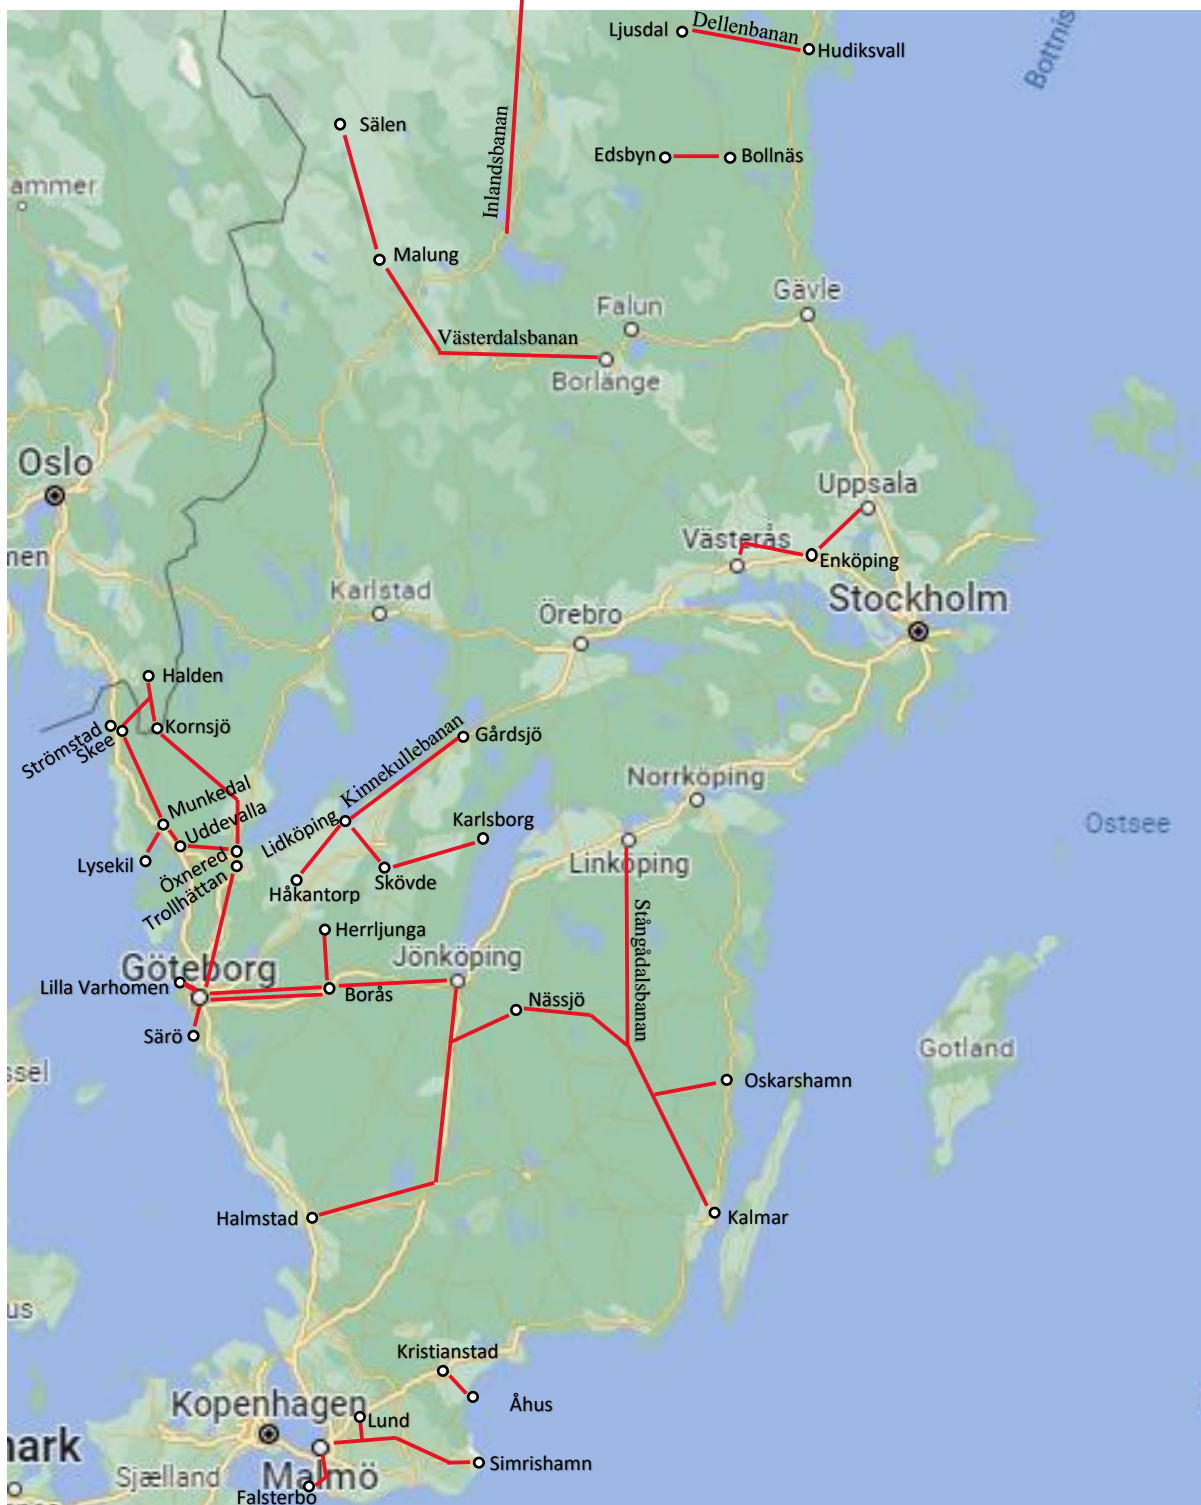 Ljusdal
Dellenbanan
Hudiksvall
Bottnis
Sälen
Inlandsbanan
Edsbyn
Bollnäs
ammer
Malung
Falun
Gävle
Västerdalsbanan
Borlänge
Oslo
Uppsala
men
Västerås
Enköping
Karlstad
Stockholm
Örebro
Halden
Strömstad
Skee
Kornsjö
Kinnekullebanan
Gårdsjö
Norrköping
Munkedal
Uddevalla
Lidköping
Karlsborg
Ostsee
Lysekil
Öxnered
Trollhättan
Håkantorp
Skövde
Linköping
Herrljunga
Stångådalsbanan
Göteborg
Jönköping
Lilla Varhomen
Borås
Nässjö
Särö
Gotland
ssel
Oskarshamn
Halmstad
Kalmar
us
Kristianstad
Kopenhagen
Åhus
Lund
nark
Simrishamn
Sjælland
Malmö
Falsterbo